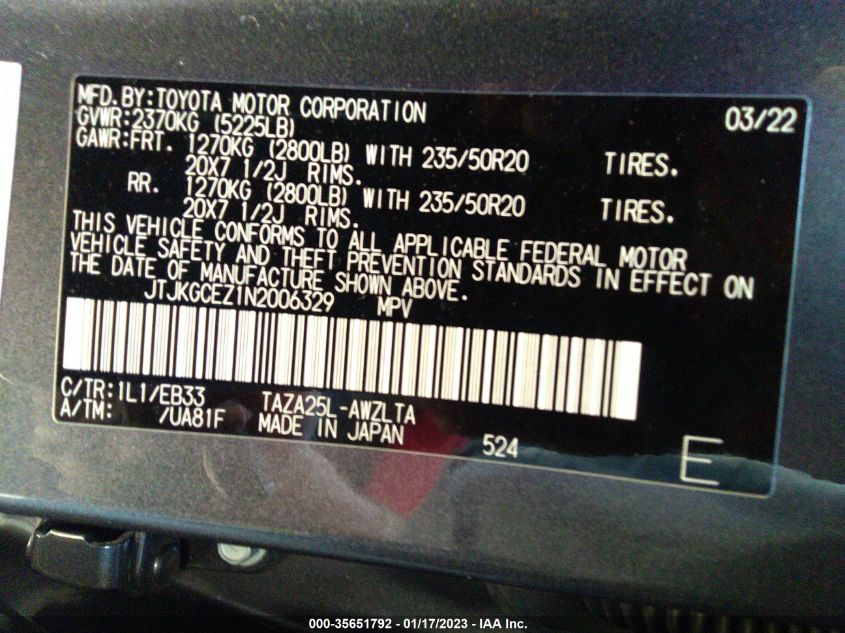 MFD.BY:TOYOTA MOTOR CORPORATION 03/22
GVWR:2370KG (5225LB)
GAWR:FRT. 1270KG (2800LB) WITH 235/50R20 TIRES.
20X7 1/2J RIMS.
RR. 1270KG (2800LB) WITH 235/50R20 TIRES.
20X7 1/2J RIMS.
THIS VEHICLE CONFORMS TO ALL APPLICABLE FEDERAL MOTOR
VEHICLE SAFETY AND THEFT PREVENTION STANDARDS IN EFFECT ON
THE DATE OF MANUFACTURE SHOWN ABOVE.
JTJKGCEZ1N2006329 MPV
C/TR:1L1/EB33 TAZA25L-AWZLTA
A/TM: /UA81F MADE IN JAPAN 524 E
000-35651792 - 01/17/2023 - IAA Inc.